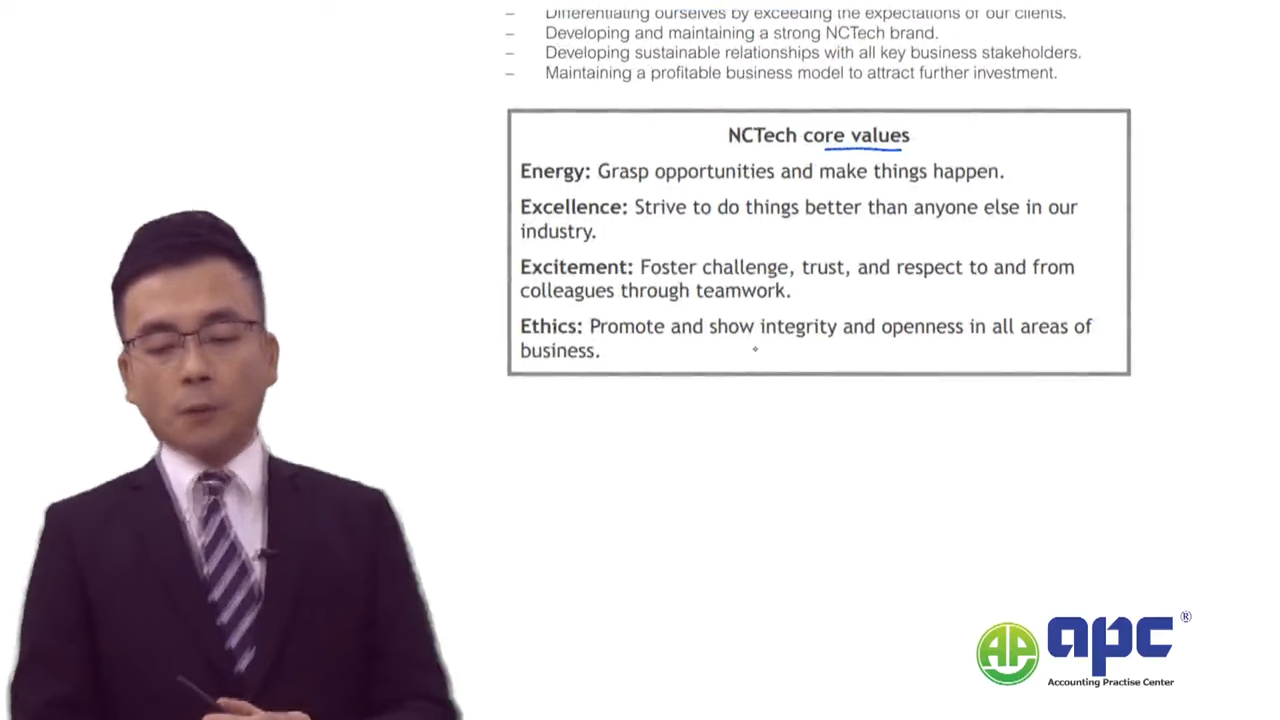 – Differentiating ourselves by exceeding the expectations of our clients.
– Developing and maintaining a strong NCTech brand.
– Developing sustainable relationships with all key business stakeholders.
– Maintaining a profitable business model to attract further investment.
NCTech core values
Energy: Grasp opportunities and make things happen.
Excellence: Strive to do things better than anyone else in our
industry.
Excitement: Foster challenge, trust, and respect to and from
colleagues through teamwork.
Ethics: Promote and show integrity and openness in all areas of
business.
AP apc ®
Accounting Practise Center